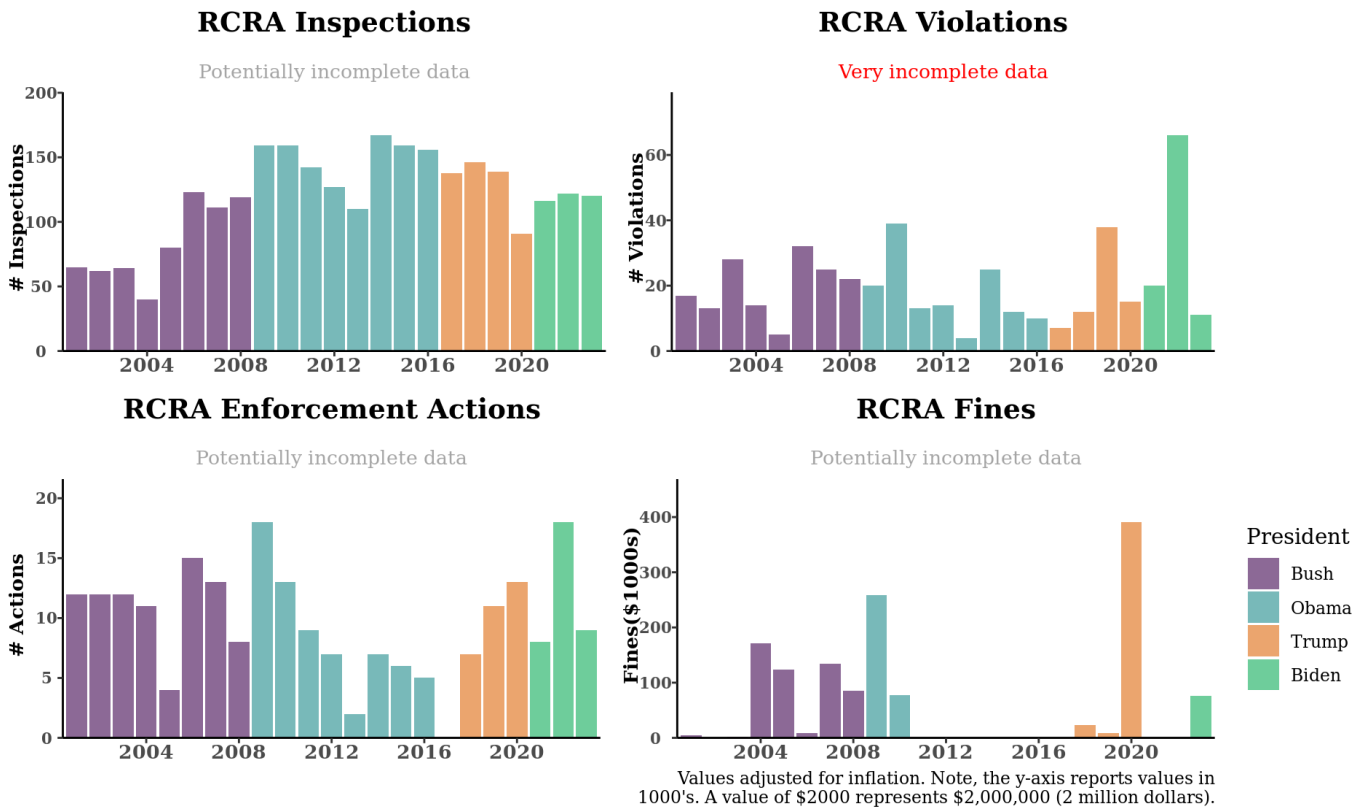 RCRA Inspections
Potentially incomplete data
# Inspections
200
150
100
50
0
2004 2008 2012 2016 2020
RCRA Violations
Very incomplete data
# Violations
60
40
20
0
2004 2008 2012 2016 2020
RCRA Enforcement Actions
Potentially incomplete data
# Actions
20
15
10
5
0
2004 2008 2012 2016 2020
RCRA Fines
Potentially incomplete data
Fines($1000s)
400
300
200
100
0
2004 2008 2012 2016 2020
President
Bush
Obama
Trump
Biden
Values adjusted for inflation. Note, the y-axis reports values in
1000's. A value of $2000 represents $2,000,000 (2 million dollars).